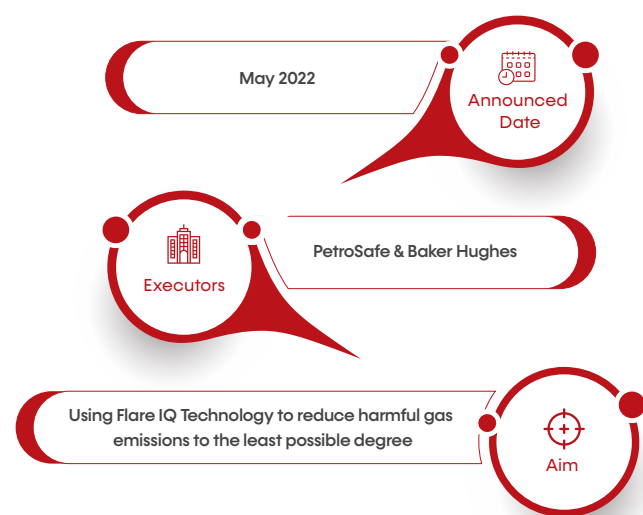 May 2022
Announced
Date
Executors
PetroSafe & Baker Hughes
Using Flare IQ Technology to reduce harmful gas
emissions to the least possible degree
Aim